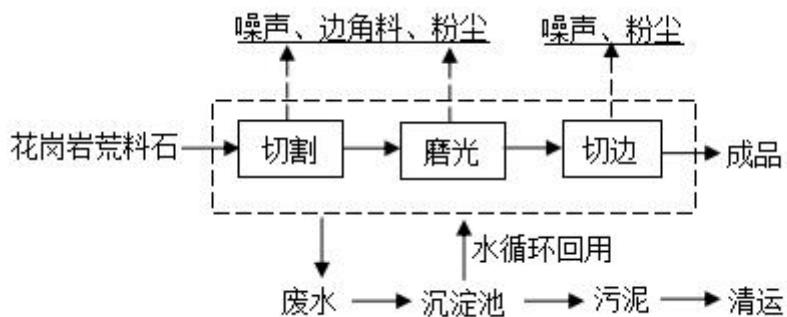 噪声、边角料、粉尘
噪声、粉尘
花岗岩荒料石
切割
磨光
切边
成品
水循环回用
废水
沉淀池
污泥
清运